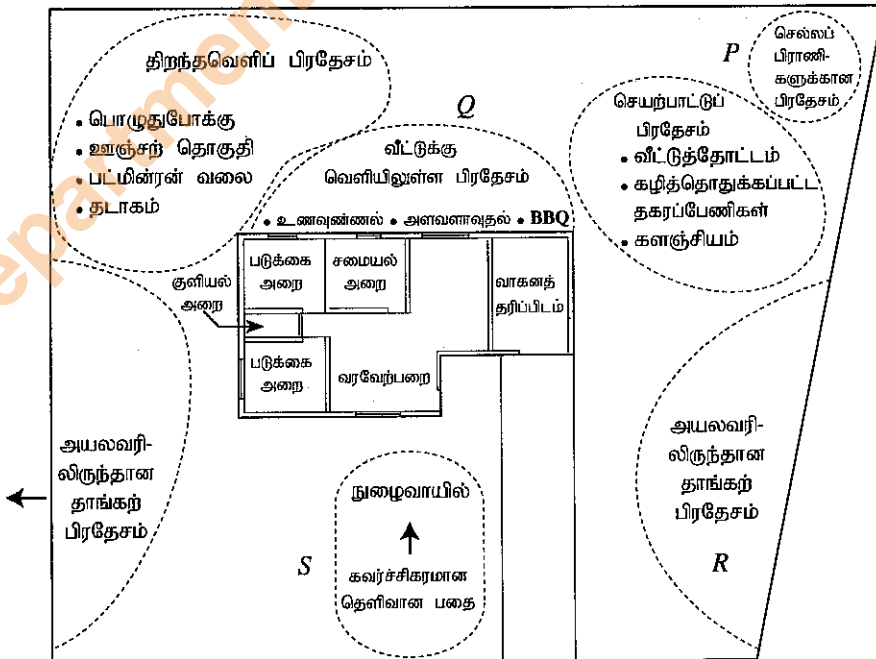 திறந்தவெளிப் பிரதேசம்
• பொழுதுபோக்கு
• ஊஞ்சற் தொகுதி
• பட்மின்ரன் வலை
• தடாகம்
Q
வீட்டுக்கு
வெளியிலுள்ள பிரதேசம்
• உணவுண்ணல் • அளவளாவுதல் • BBQ
P
செல்லப்
பிராணி-
களுக்கான
பிரதேசம்
செயற்பாட்டுப்
பிரதேசம்
• வீட்டுத்தோட்டம்
• கழித்தொதுக்கப்பட்ட
தகரப்பேணிகள்
• களஞ்சியம்
படுக்கை
அறை
சமையல்
அறை
வாகனத்
தரிப்பிடம்
குளியல்
அறை
படுக்கை
அறை
வரவேற்பறை
அயலவரி-
லிருந்தான
தாங்கற்
பிரதேசம்
நுழைவாயில்
கவர்ச்சிகரமான
தெளிவான பதை
S
அயலவரி-
லிருந்தான
தாங்கற்
பிரதேசம்
R
epartment